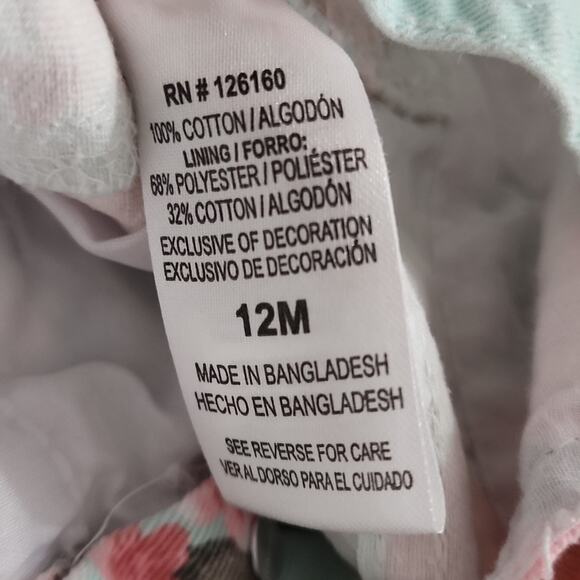 RN # 126160
100% COTTON / ALGODÓN
LINING / FORRO:
68% POLYESTER / POLIÉSTER
32% COTTON / ALGODÓN
EXCLUSIVE OF DECORATION
EXCLUSIVO DE DECORACIÓN
12M
MADE IN BANGLADESH
HECHO EN BANGLADESH
SEE REVERSE FOR CARE
VER AL DORSO PARA EL CUIDADO